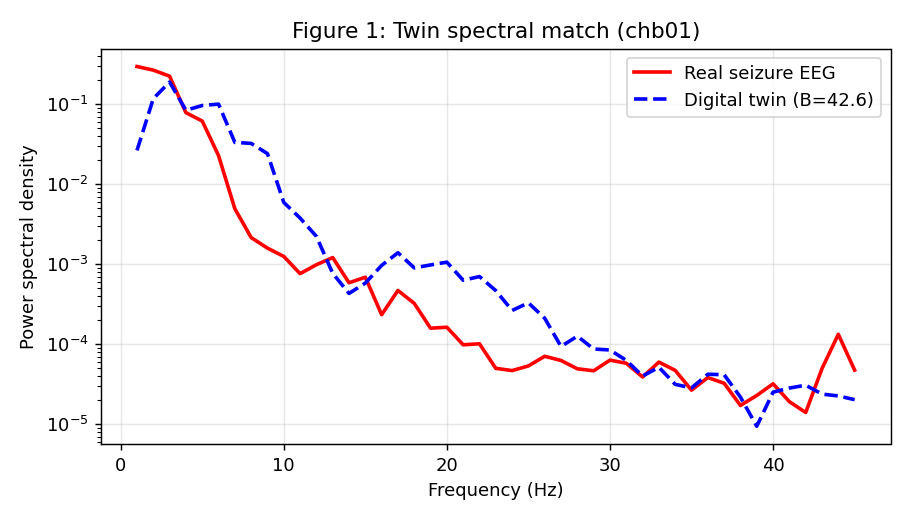 Figure 1: Twin spectral match (chb01)
Real seizure EEG
Digital twin (B=42.6)
Power spectral density
10⁻¹
10⁻²
10⁻³
10⁻⁴
10⁻⁵
0 10 20 30 40
Frequency (Hz)